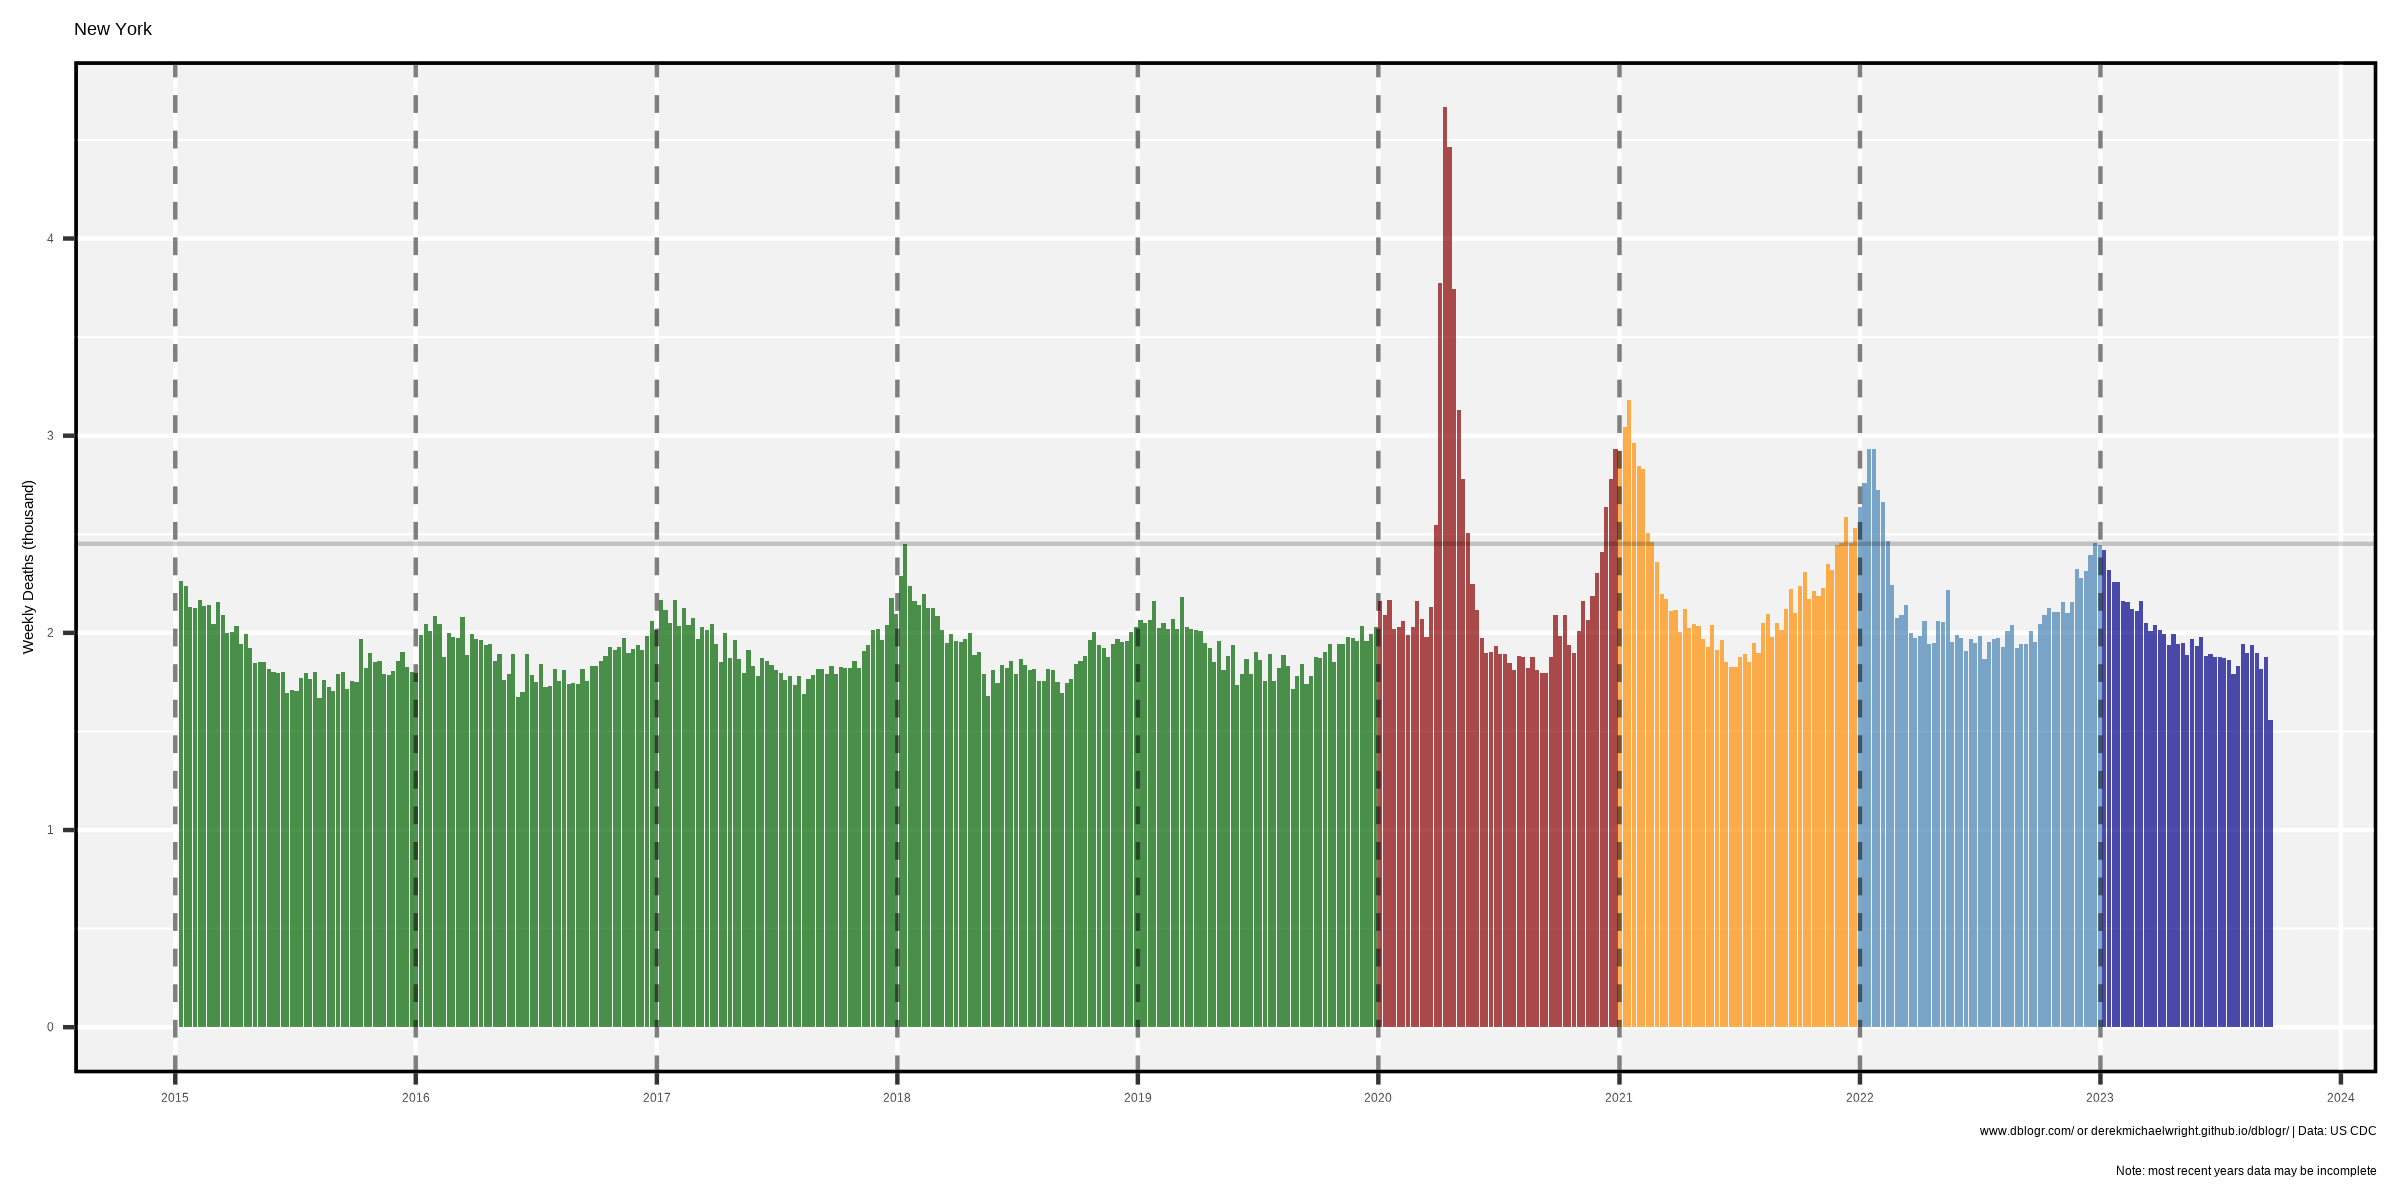 New York
Weekly Deaths (thousand)
4
3
2
1
0
2015 2016 2017 2018 2019 2020 2021 2022 2023 2024
www.dblogr.com/ or derekmichaelwright.github.io/dblogr/ | Data: US CDC
Note: most recent years data may be incomplete